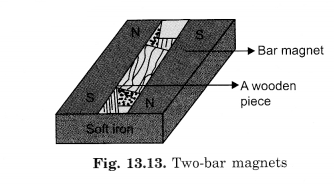 N
S
Bar magnet
A wooden
piece
S
N
Soft iron
Fig. 13.13. Two-bar magnets